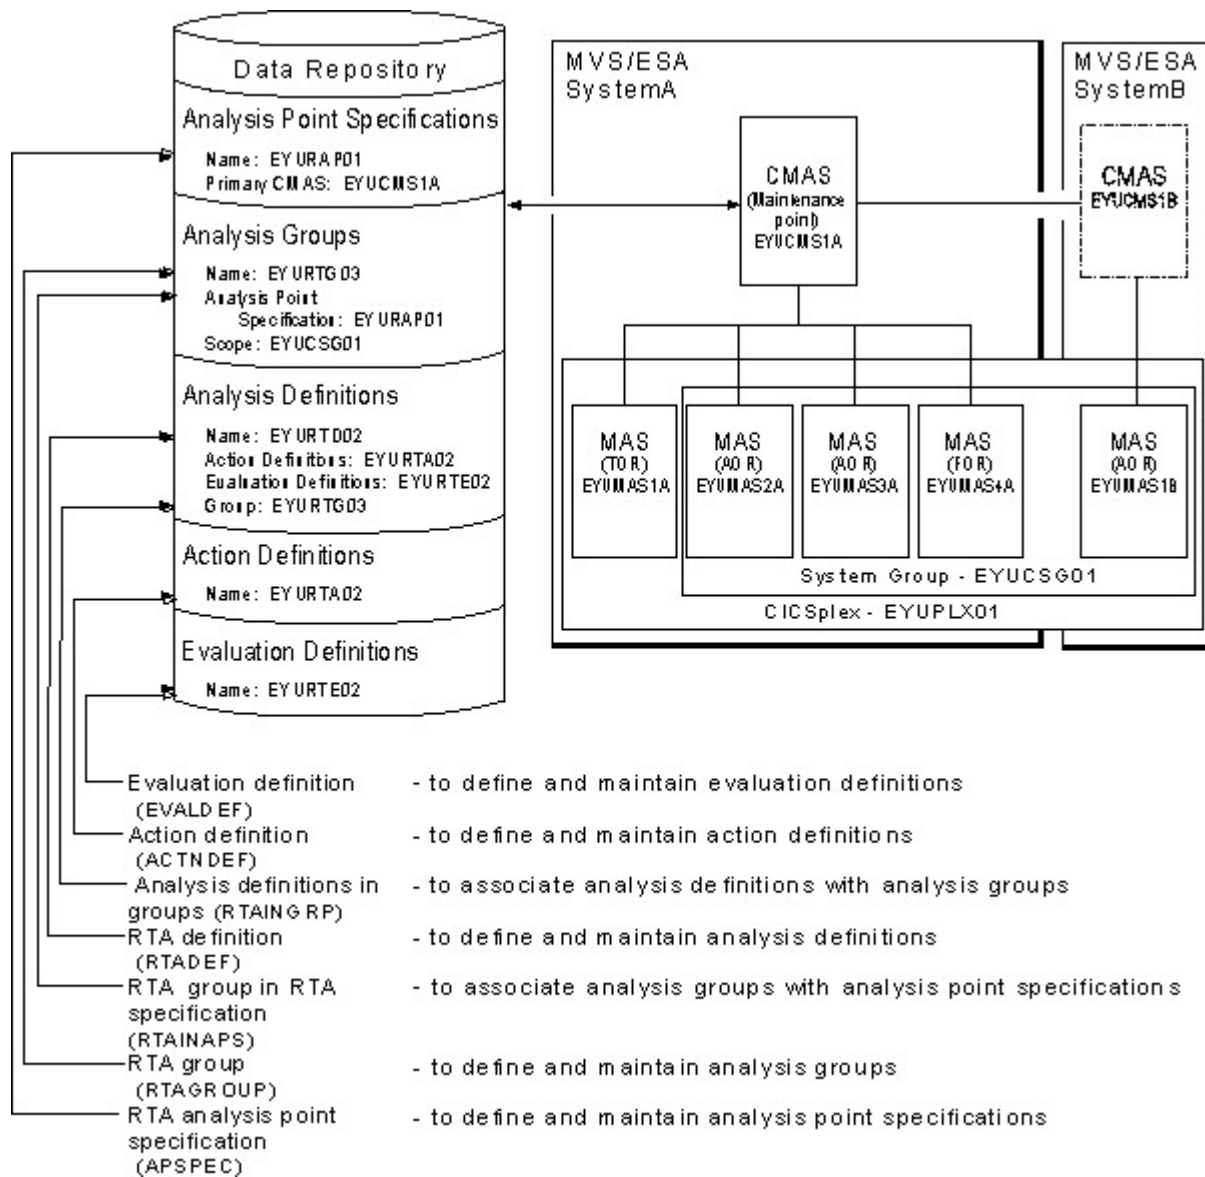 Data Repository
Analysis Point Specifications
Name: EYURAP01
Primary CMAS: EYUCMS1A
Analysis Groups
Name: EYURTG03
Analysis Point
Specification: EYURAP01
Scope: EYUCSG01
Analysis Definitions
Name: EYURTD02
Action Definitions: EYURTA02
Evaluation Definitions: EYURTE02
Group: EYURTG03
Action Definitions
Name: EYURTA02
Evaluation Definitions
Name: EYURTE02
MVS/ESA
SystemA
CMAS
(Maintenance
point)
EYUCMS1A
MVS/ESA
SystemB
CMAS
EYUCMS1B
MAS
(TOR)
EYUMAS1A
MAS
(AOR)
EYUMAS2A
MAS
(AOR)
EYUMAS3A
MAS
(FOR)
EYUMAS4A
MAS
(AOR)
EYUMAS1B
System Group - EYUCSG01
CICSplex - EYUPLX01
Evaluation definition - to define and maintain evaluation definitions
(EVALDEF)
Action definition - to define and maintain action definitions
(ACTNDEF)
Analysis definitions in - to associate analysis definitions with analysis groups
groups (RTAINGRP)
RTA definition - to define and maintain analysis definitions
(RTADEF)
RTA group in RTA - to associate analysis groups with analysis point specifications
specification
(RTAINAPS)
RTA group - to define and maintain analysis groups
(RTAGROUP)
RTA analysis point - to define and maintain analysis point specifications
specification
(APSPEC)